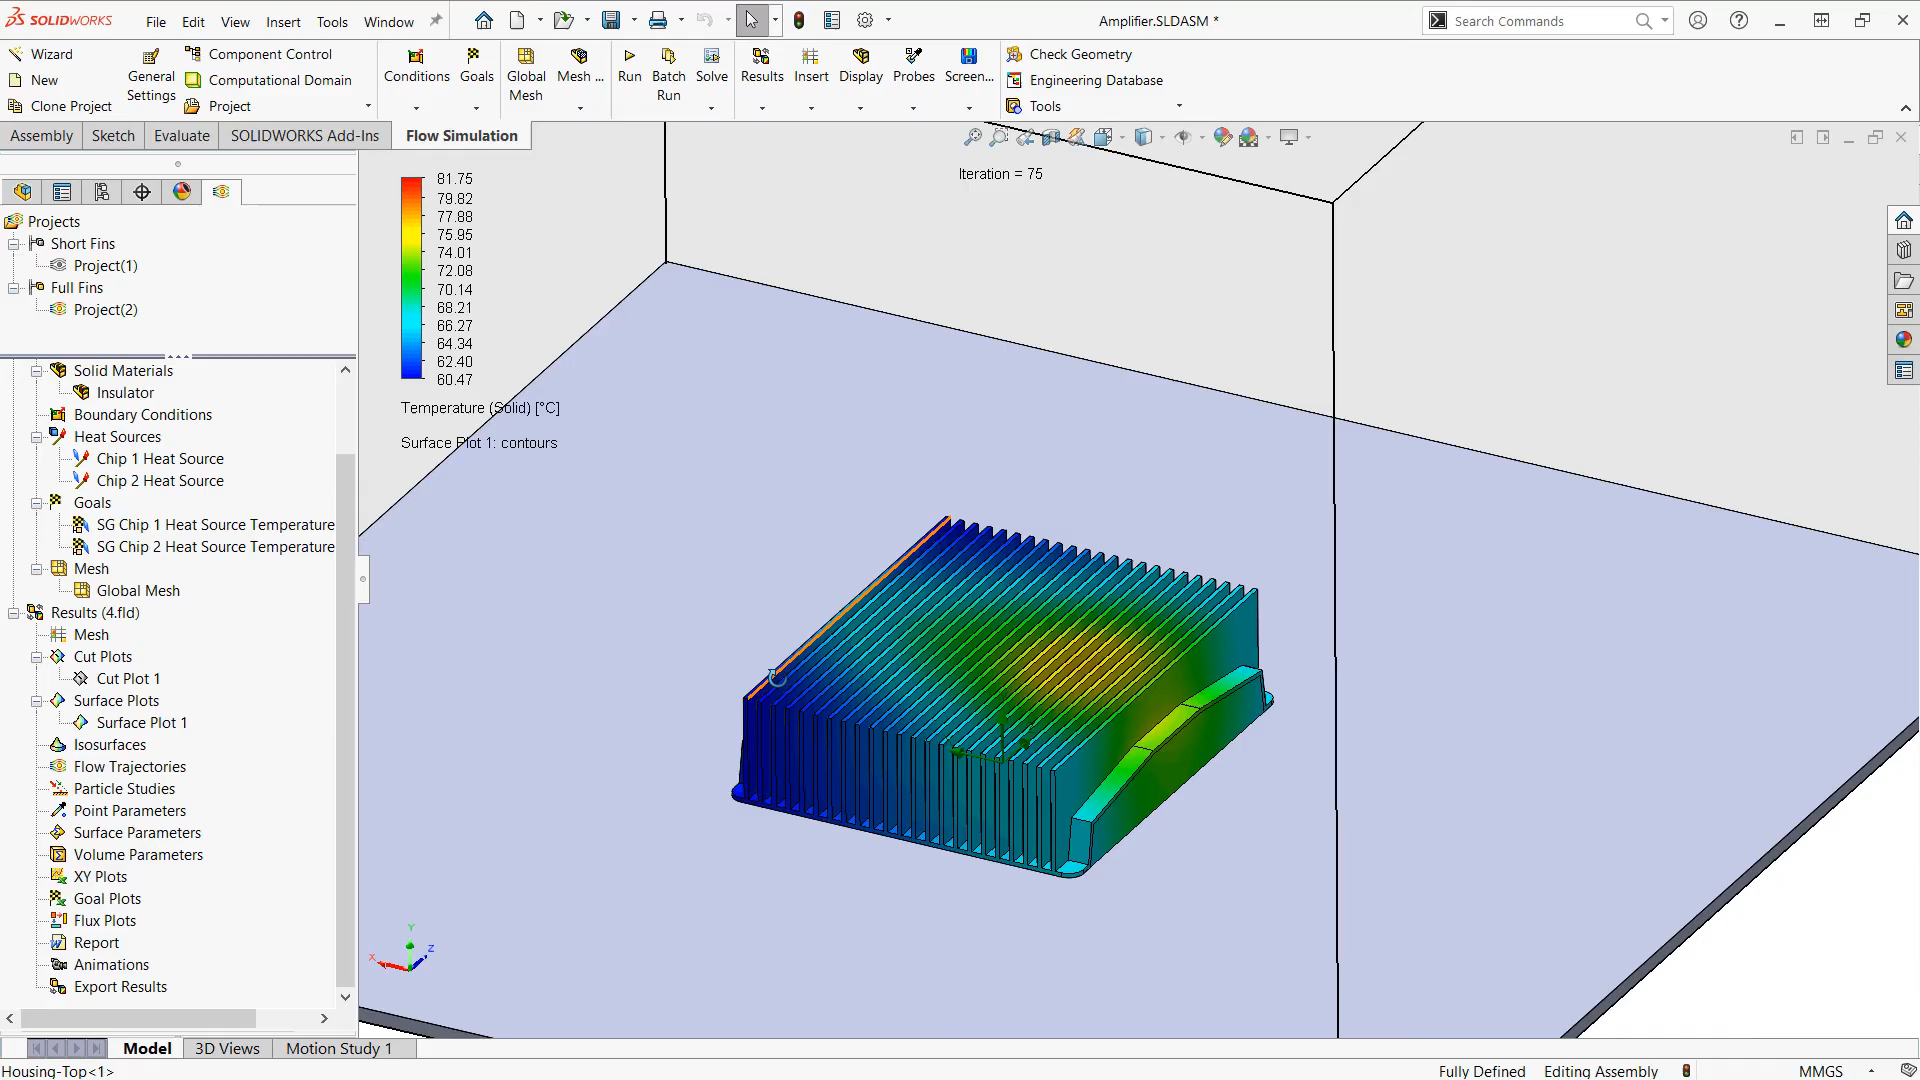 SOLIDWORKS
File Edit View Insert Tools Window
Amplifier.SLDASM *
Search Commands
Wizard
New
Clone Project
General Settings
Component Control
Computational Domain
Project
Conditions
Goals
Global Mesh
Mesh ...
Run
Batch Run
Solve
Results
Insert
Display
Probes
Screen...
Check Geometry
Engineering Database
Tools
Assembly Sketch Evaluate SOLIDWORKS Add-Ins Flow Simulation
Projects
Short Fins
Project(1)
Full Fins
Project(2)
Solid Materials
Insulator
Boundary Conditions
Heat Sources
Chip 1 Heat Source
Chip 2 Heat Source
Goals
SG Chip 1 Heat Source Temperature
SG Chip 2 Heat Source Temperature
Mesh
Global Mesh
Results (4.fld)
Mesh
Cut Plots
Cut Plot 1
Surface Plots
Surface Plot 1
Isosurfaces
Flow Trajectories
Particle Studies
Point Parameters
Surface Parameters
Volume Parameters
XY Plots
Goal Plots
Flux Plots
Report
Animations
Export Results
81.75
79.82
77.88
75.95
74.01
72.08
70.14
68.21
66.27
64.34
62.40
60.47
Temperature (Solid) [°C]
Surface Plot 1: contours
Iteration = 75
Y
X
Z
Model 3D Views Motion Study 1
Housing-Top<1>
Fully Defined Editing Assembly MMGS